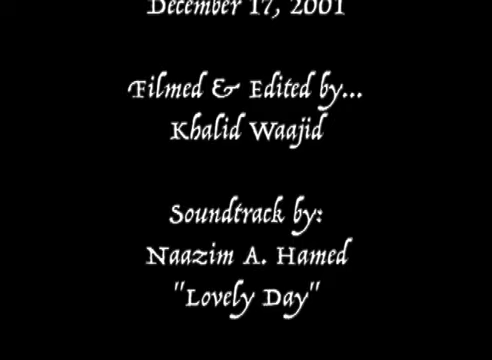 December 17, 2001
Filmed & Edited by...
Khalid Waajid
Soundtrack by:
Naazim A. Hamed
"Lovely Day"